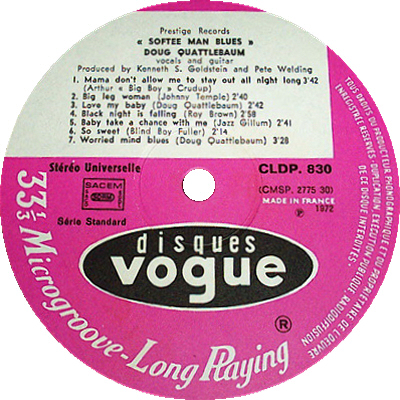 Prestige Records
« SOFTEE MAN BLUES »
DOUG QUATTLEBAUM
vocals and guitar
Produced by Kenneth S. Goldstein and Pete Welding
1. Mama don't allow me to stay out all night long 3'42
(Arthur « Big Boy » Crudup)
2. Big leg woman (Johnny Temple) 2'40
3. Love my baby (Doug Quattlebaum) 2'42
4. Black night is falling (Roy Brown) 2'58
5. Baby take a chance with me (Jazz Gillum) 2'41
6. So sweet (Blind Boy Fuller) 2'14
7. Worried mind blues (Doug Quattlebaum) 3'28
Stéréo Universelle
CLDP. 830
SACEM
(CMSP. 2775 30)
MADE IN FRANCE
Série Standard
℗ 1972
disques
vogue
®
33⅓ Microgroove-Long Playing
TOUS DROITS DU PRODUCTEUR PHONOGRAPHIQUE ET DU PROPRIETAIRE DE L'ŒUVRE
ENREGISTRÉE RESERVES-DUPLICATION EXECUTION PUBLIQUE RADIODIFFUSION
DE CE DISQUE INTERDITES